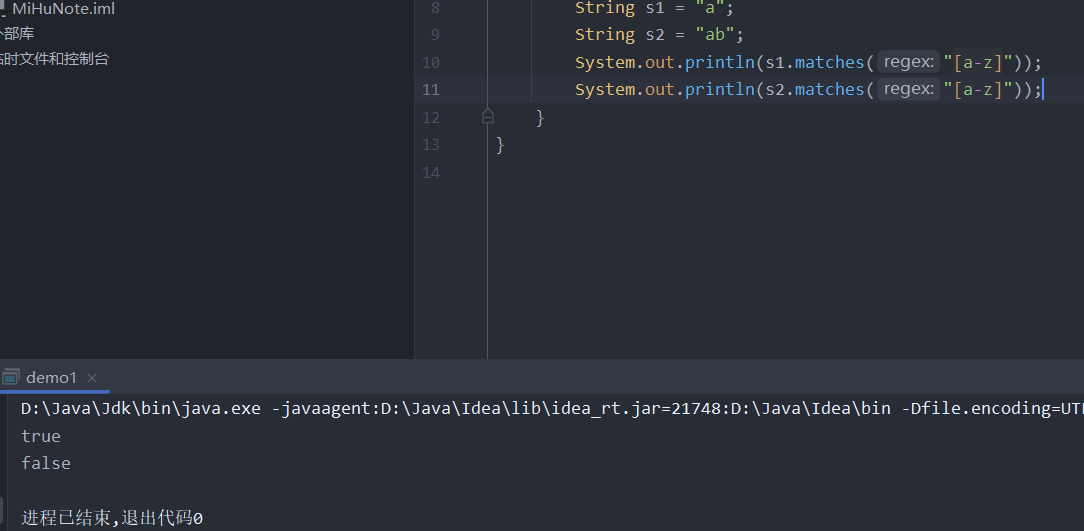 MiHuNote.iml
部库
时文件和控制台
8 String s1 = "a";
9 String s2 = "ab";
10 System.out.println(s1.matches( regex: "[a-z]"));
11 System.out.println(s2.matches( regex: "[a-z]"));
12 }
13 }
14
demo1
D:\Java\Jdk\bin\java.exe -javaagent:D:\Java\Idea\lib\idea_rt.jar=21748:D:\Java\Idea\bin -Dfile.encoding=UT
true
false
进程已结束,退出代码0